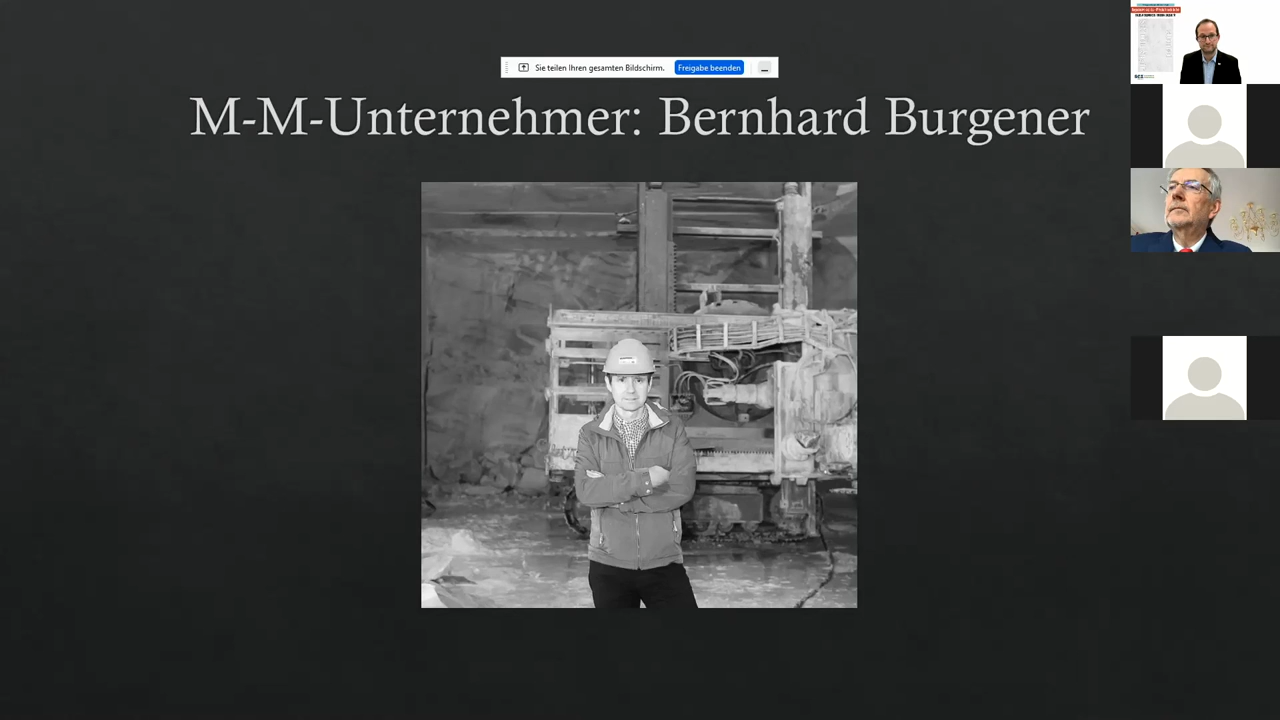 Sie teilen Ihren gesamten Bildschirm.
Freigabe beenden
M-M-Unternehmer: Bernhard Burgener